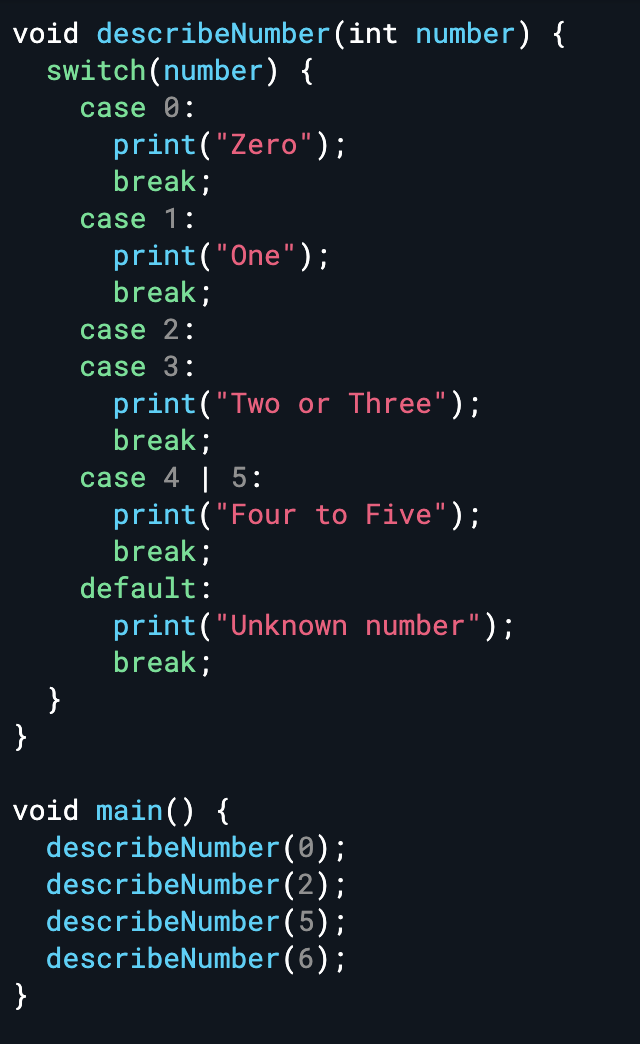 void describeNumber(int number) {
  switch(number) {
    case 0:
      print("Zero");
      break;
    case 1:
      print("One");
      break;
    case 2:
    case 3:
      print("Two or Three");
      break;
    case 4 | 5:
      print("Four to Five");
      break;
    default:
      print("Unknown number");
      break;
  }
}

void main() {
  describeNumber(0);
  describeNumber(2);
  describeNumber(5);
  describeNumber(6);
}